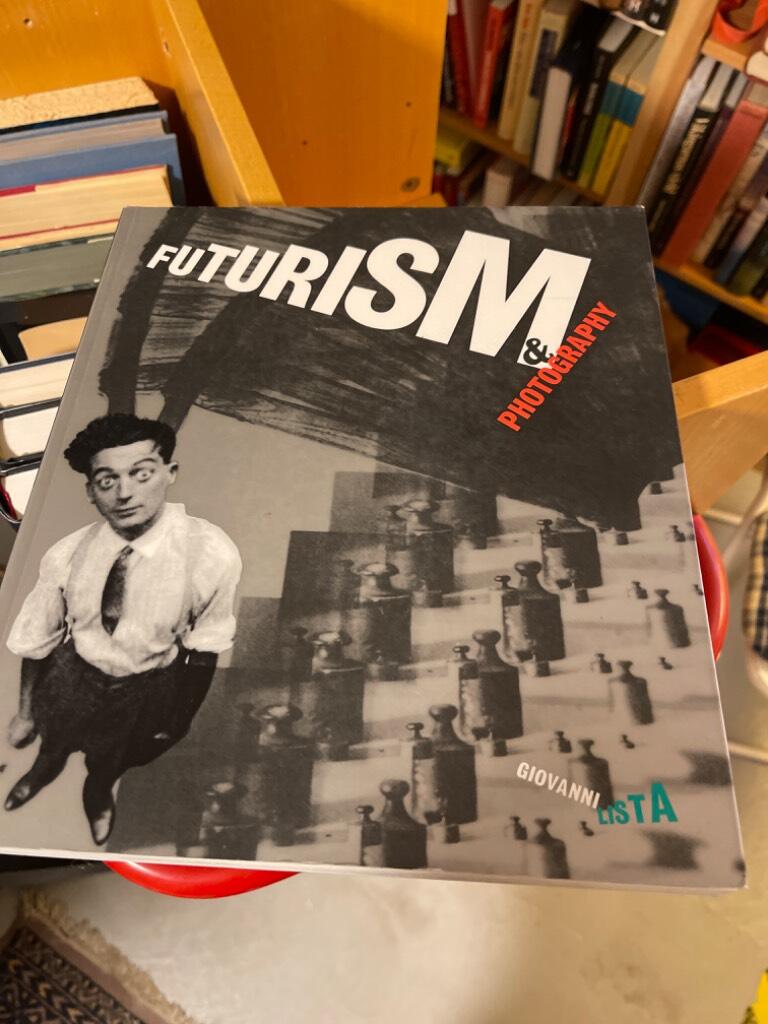 FUTURISM
&
PHOTOGRAPHY
GIOVANNI
LISTA